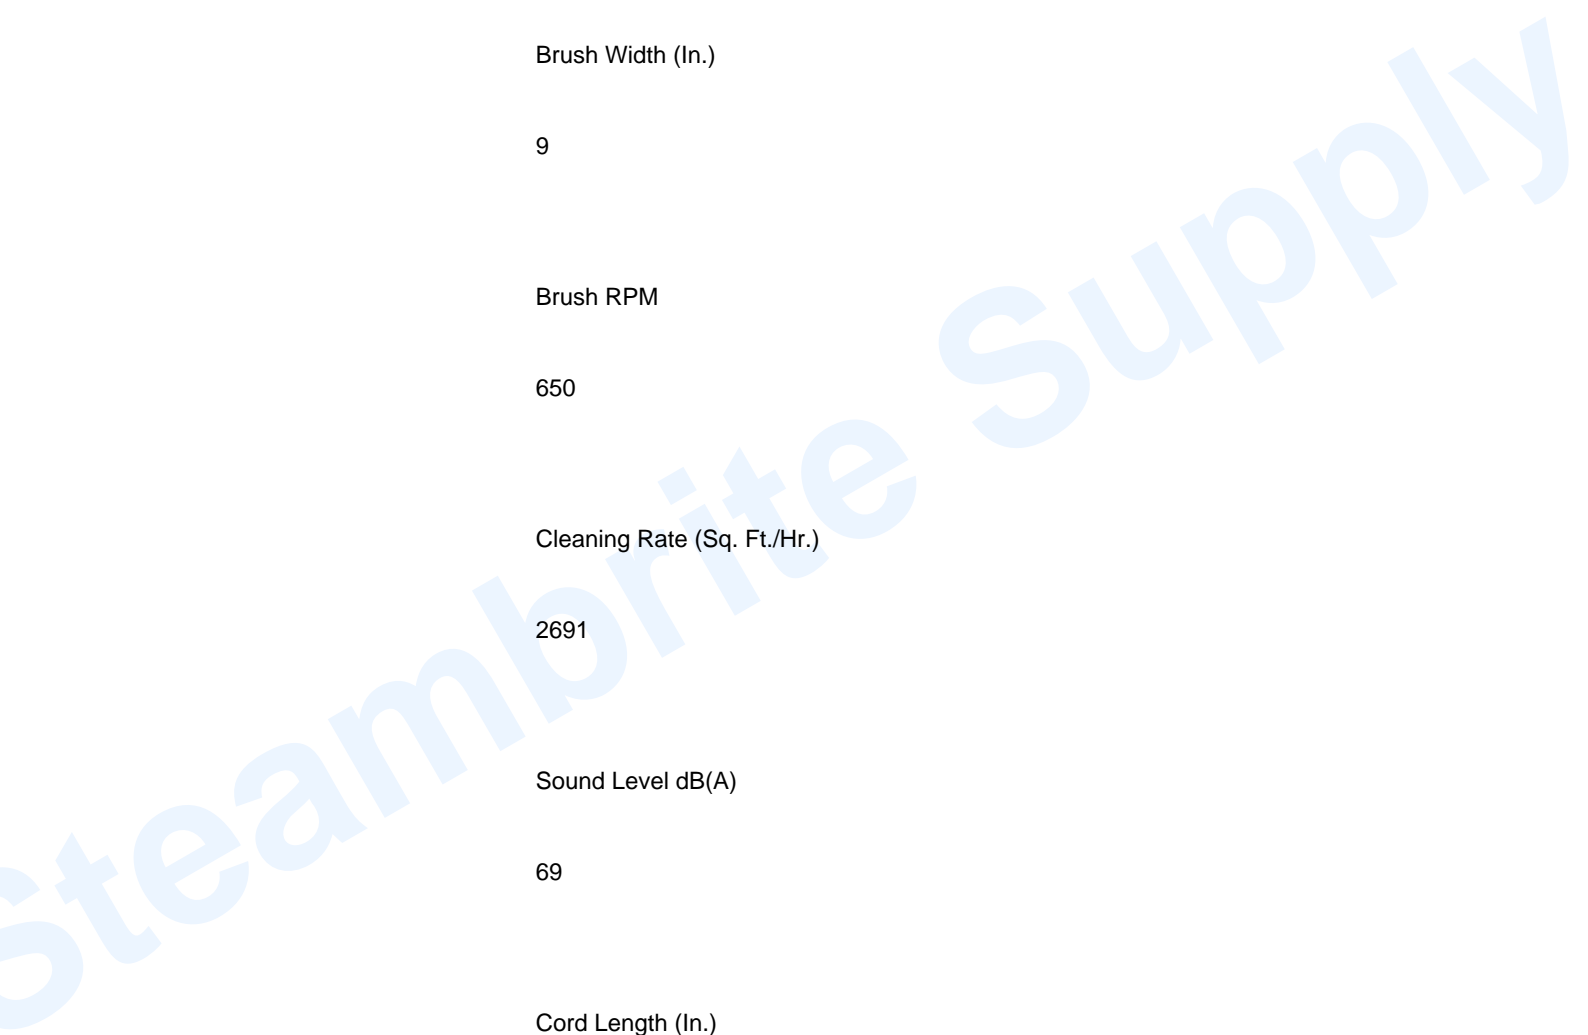 Brush Width (In.)
9
Brush RPM
650
Cleaning Rate (Sq. Ft./Hr.)
2691
Sound Level dB(A)
69
Cord Length (In.)
Steambrite Supply